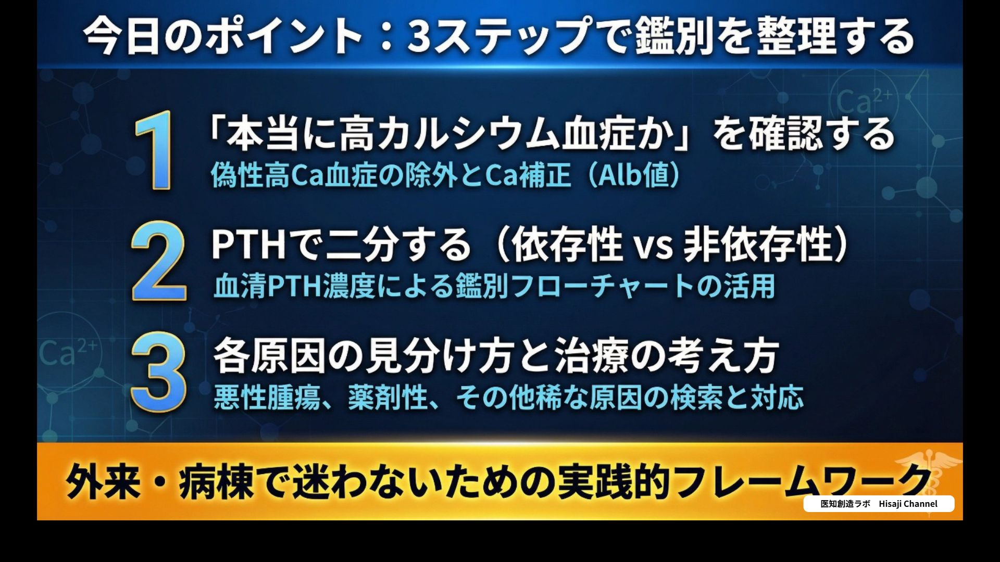 今日のポイント：3ステップで鑑別を整理する
Ca²⁺
1 「本当に高カルシウム血症か」を確認する
偽性高Ca血症の除外とCa補正（Alb値）
2 PTHで二分する（依存性 vs 非依存性）
血清PTH濃度による鑑別フローチャートの活用
3 各原因の見分け方と治療の考え方
Ca²⁺
悪性腫瘍、薬剤性、その他稀な原因の検索と対応
外来・病棟で迷わないための実践的フレームワーク
医知創造ラボ　Hisaji Channel